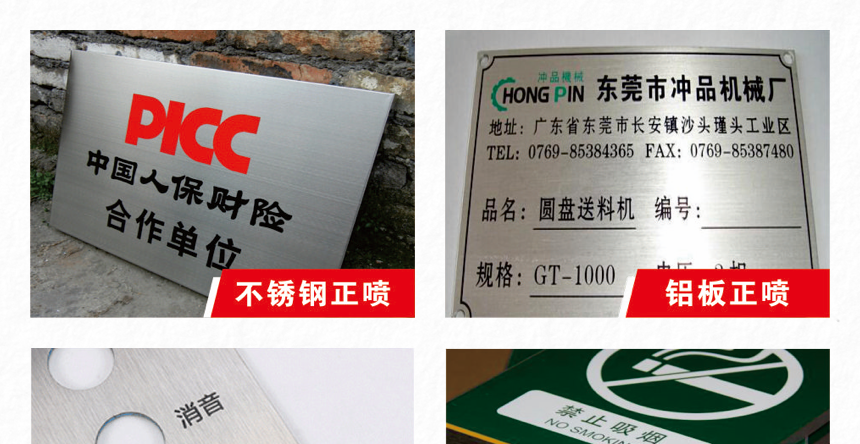 PICC
中国人保财险
合作单位
不锈钢正喷
冲品機械
CHONG PIN 东莞市冲品机械厂
地址：广东省东莞市长安镇沙头瑾头工业区
TEL: 0769-85384365 FAX: 0769-85387480
品名：圆盘送料机 编号：
规格：GT-1000
铝板正喷
消音
禁止吸烟
NO SMOKIN